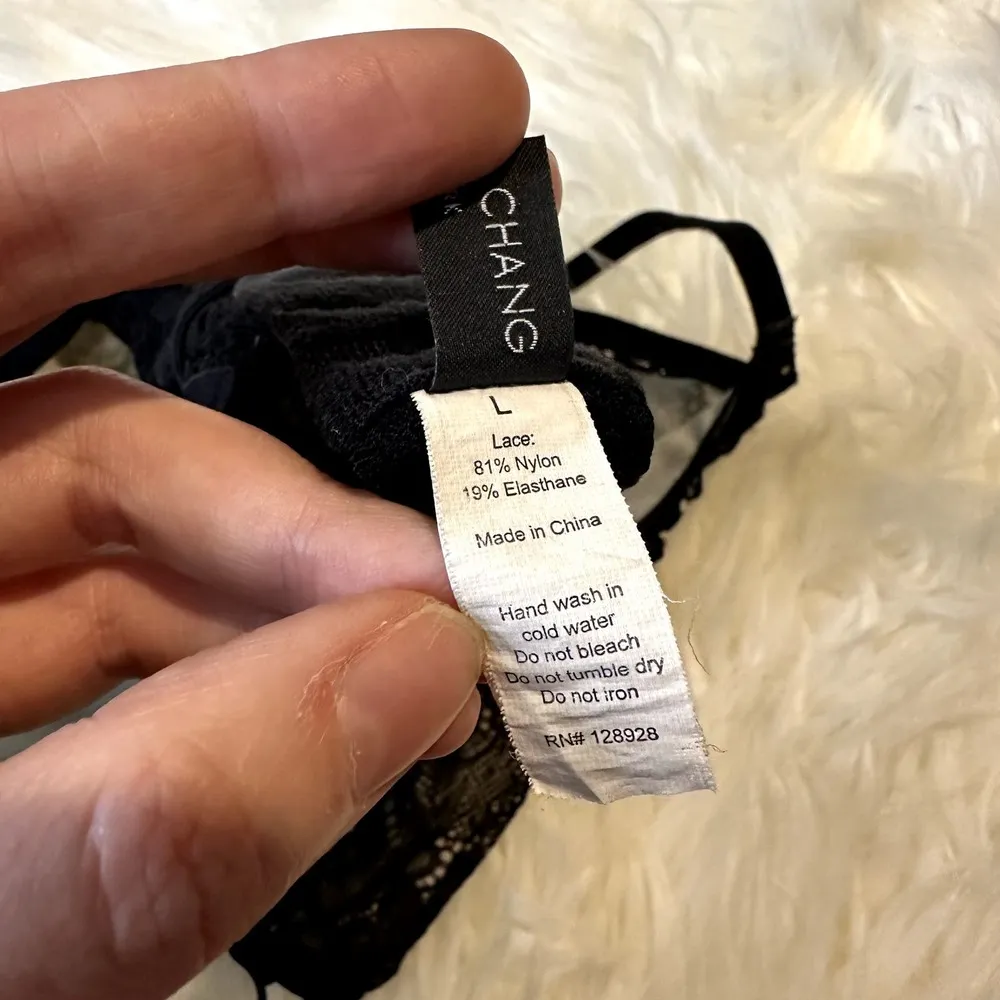 CHANG
L
Lace:
81% Nylon
19% Elasthane
Made in China
Hand wash in
cold water
Do not bleach
Do not tumble dry
Do not iron
RN# 128928